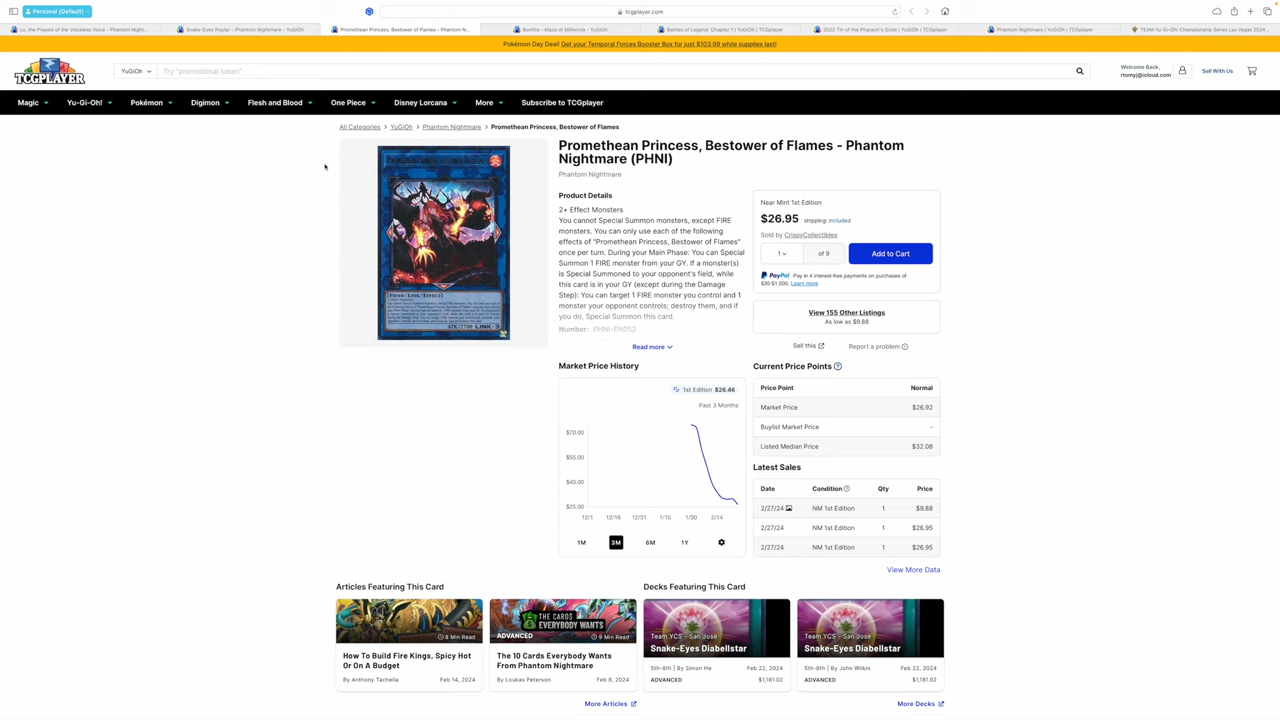 Personal (Default)
tcgplayer.com
Lo, the Prayers of the Voiceless Voice - Phantom Night...
Snake-Eyes Poplar - Phantom Nightmare - YuGiOh
Promethean Princess, Bestower of Flames - Phantom N...
Bonfire - Maze of Millennia - YuGiOh
Battles of Legend: Chapter 1 | YuGiOh | TCGplayer
2022 Tin of the Pharaoh's Gods | YuGiOh | TCGplayer
Phantom Nightmare | YuGiOh | TCGplayer
TEAM Yu-Gi-Oh! Championship Series Las Vegas 2024...
Pokémon Day Deal! Get your Temporal Forces Booster Box for just $103.99 while supplies last!
TCGPLAYER
YuGiOh
Try "promotional token"
Welcome Back,
rtomyj@icloud.com
Sell With Us
Magic
Yu-Gi-Oh!
Pokémon
Digimon
Flesh and Blood
One Piece
Disney Lorcana
More
Subscribe to TCGplayer
All Categories > YuGiOh > Phantom Nightmare > Promethean Princess, Bestower of Flames
Promethean Princess, Bestower of Flames - Phantom
Nightmare (PHNI)
Phantom Nightmare
Product Details
2+ Effect Monsters
You cannot Special Summon monsters, except FIRE
monsters. You can only use each of the following
effects of "Promethean Princess, Bestower of Flames"
once per turn. During your Main Phase: You can Special
Summon 1 FIRE monster from your GY. If a monster(s)
is Special Summoned to your opponent's field, while
this card is in your GY (except during the Damage
Step): You can target 1 FIRE monster you control and 1
monster your opponent controls; destroy them, and if
you do, Special Summon this card.
Number: PHNI-EN052
Read more
Near Mint 1st Edition
$26.95 shipping: included
Sold by CrispyCollectibles
1
of 9
Add to Cart
PayPal Pay in 4 interest-free payments on purchases of
$30-$1,500. Learn more
View 155 Other Listings
As low as $9.88
Sell this
Report a problem
[FIEND/LINK/EFFECT]
ATK/2700 LINK-3
Market Price History
1st Edition $26.46
Past 3 Months
$70.00
$55.00
$40.00
$25.00
12/1
12/16
12/31
1/15
1/30
2/14
1M
3M
6M
1Y
Current Price Points
Price Point Normal
Market Price $26.92
Buylist Market Price -
Listed Median Price $32.08
Latest Sales
Date Condition Qty Price
2/27/24 NM 1st Edition 1 $9.88
2/27/24 NM 1st Edition 1 $26.95
2/27/24 NM 1st Edition 1 $26.95
View More Data
Articles Featuring This Card
8 Min Read
How To Build Fire Kings, Spicy Hot
Or On A Budget
By Anthony Tachella
Feb 14, 2024
THE CARDS
EVERYBODY WANTS
ADVANCED
9 Min Read
The 10 Cards Everybody Wants
From Phantom Nightmare
By Loukas Peterson
Feb 8, 2024
More Articles
Decks Featuring This Card
Team YCS - San Jose
Snake-Eyes Diabellstar
5th-8th | By Simon He
Feb 22, 2024
ADVANCED
$1,181.02
Team YCS - San Jose
Snake-Eyes Diabellstar
5th-8th | By John Wilkin
Feb 22, 2024
ADVANCED
$1,181.02
More Decks